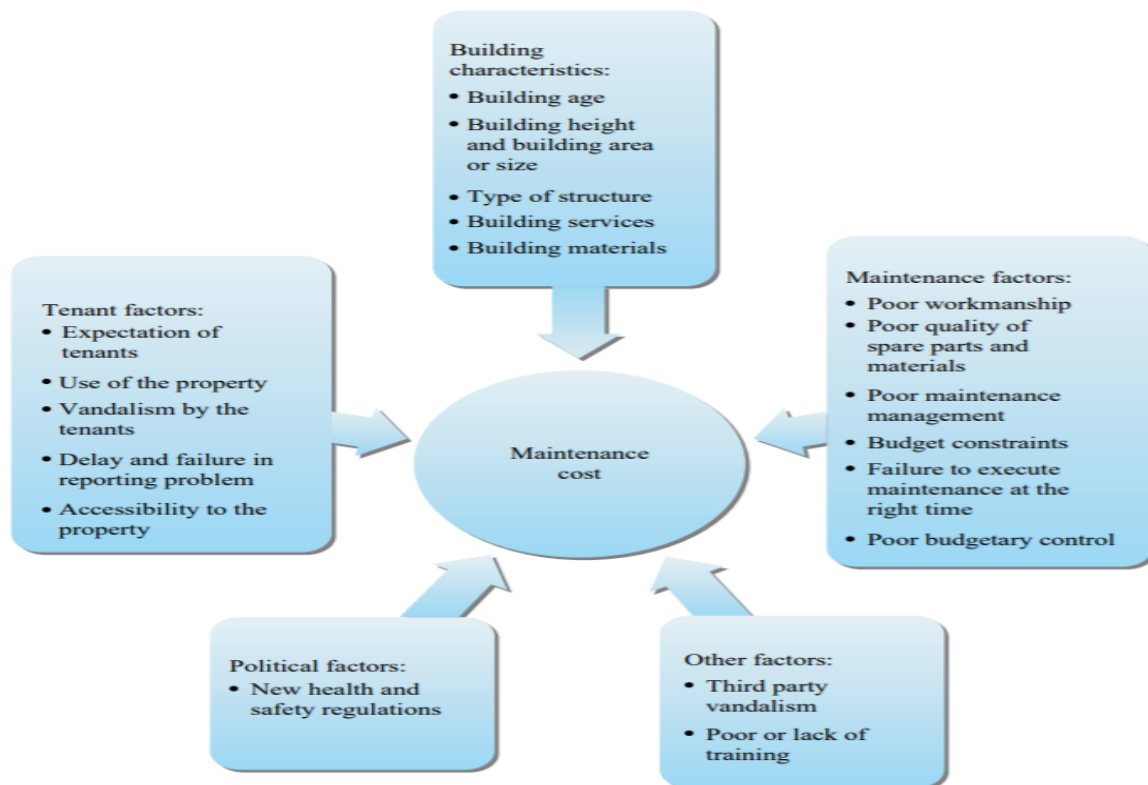 Building
characteristics:
• Building age
• Building height
and building area
or size
• Type of structure
• Building services
• Building materials
Tenant factors:
• Expectation of
tenants
• Use of the property
• Vandalism by the
tenants
• Delay and failure in
reporting problem
• Accessibility to the
property
Maintenance
cost
Maintenance factors:
• Poor workmanship
• Poor quality of
spare parts and
materials
• Poor maintenance
management
• Budget constraints
• Failure to execute
maintenance at the
right time
• Poor budgetary control
Political factors:
• New health and
safety regulations
Other factors:
• Third party
vandalism
• Poor or lack of
training